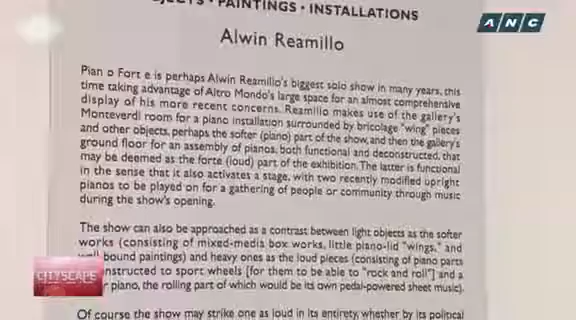 OJECTS • PAINTINGS • INSTALLATIONS
ANC
Alwin Reamillo
Pian o Fort e is perhaps Alwin Reamillo's biggest solo show in many years, this
time taking advantage of Altro Mondo's large space for an almost comprehensive
display of his more recent concerns. Reamillo makes use of the gallery's
Monteverdi room for a piano installation surrounded by bricolage "wing" pieces
and other objects, perhaps the softer (piano) part of the show, and then the gallery's
ground floor for an assembly of pianos, both functional and deconstructed, that
may be deemed as the forte (loud) part of the exhibition. The latter is functional
in the sense that it also activates a stage, with two recently modified upright
pianos to be played on for a gathering of people or community through music
during the show's opening.
The show can also be approached as a contrast between light objects as the softer
works (consisting of mixed-media box works, little piano-lid "wings," and
bound paintings) and heavy ones as the loud pieces (consisting of piano parts
nstructed to sport wheels [for them to be able to "rock and roll"] and a
r piano, the rolling part of which would be its own pedal-powered sheet music).
CITYSCAPE
Of course the show may strike one as loud in its entirety, whether by its political